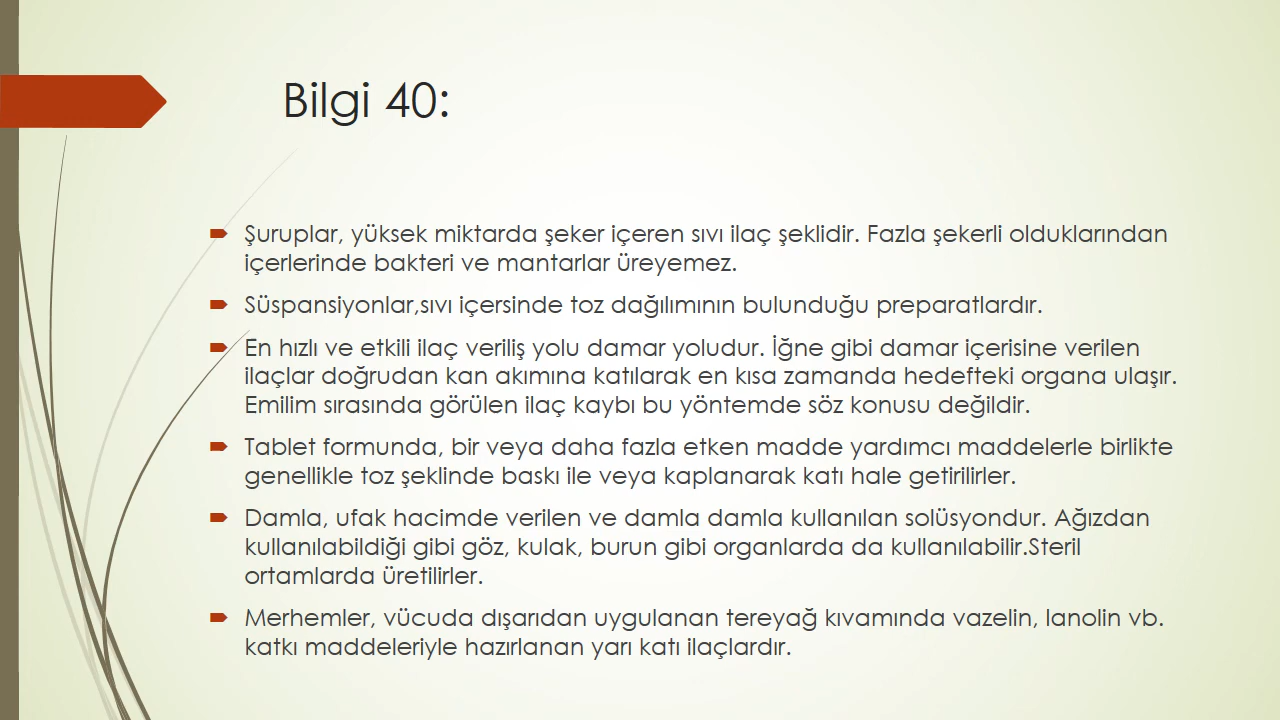 Bilgi 40:
Şuruplar, yüksek miktarda şeker içeren sıvı ilaç şeklidir. Fazla şekerli olduklarından
içerlerinde bakteri ve mantarlar üreyemez.
Süspansiyonlar,sıvı içersinde toz dağılımının bulunduğu preparatlardır.
En hızlı ve etkili ilaç veriliş yolu damar yoludur. İğne gibi damar içerisine verilen
ilaçlar doğrudan kan akımına katılarak en kısa zamanda hedefteki organa ulaşır.
Emilim sırasında görülen ilaç kaybı bu yöntemde söz konusu değildir.
Tablet formunda, bir veya daha fazla etken madde yardımcı maddelerle birlikte
genellikle toz şeklinde baskı ile veya kaplanarak katı hale getirilirler.
Damla, ufak hacimde verilen ve damla damla kullanılan solüsyondur. Ağızdan
kullanılabildiği gibi göz, kulak, burun gibi organlarda da kullanılabilir.Steril
ortamlarda üretilirler.
Merhemler, vücuda dışarıdan uygulanan tereyağ kıvamında vazelin, lanolin vb.
katkı maddeleriyle hazırlanan yarı katı ilaçlardır.